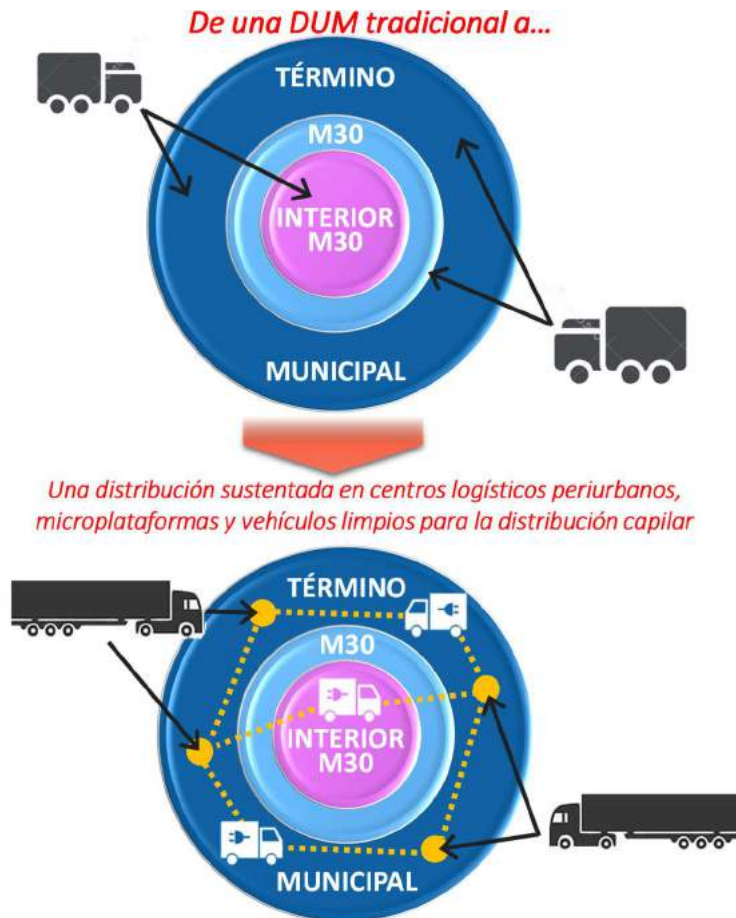 De una DUM tradicional a...
TÉRMINO
M30
INTERIOR
M30
MUNICIPAL
Una distribución sustentada en centros logísticos periurbanos,
microplataformas y vehículos limpios para la distribución capilar
TÉRMINO
M30
INTERIOR
M30
MUNICIPAL